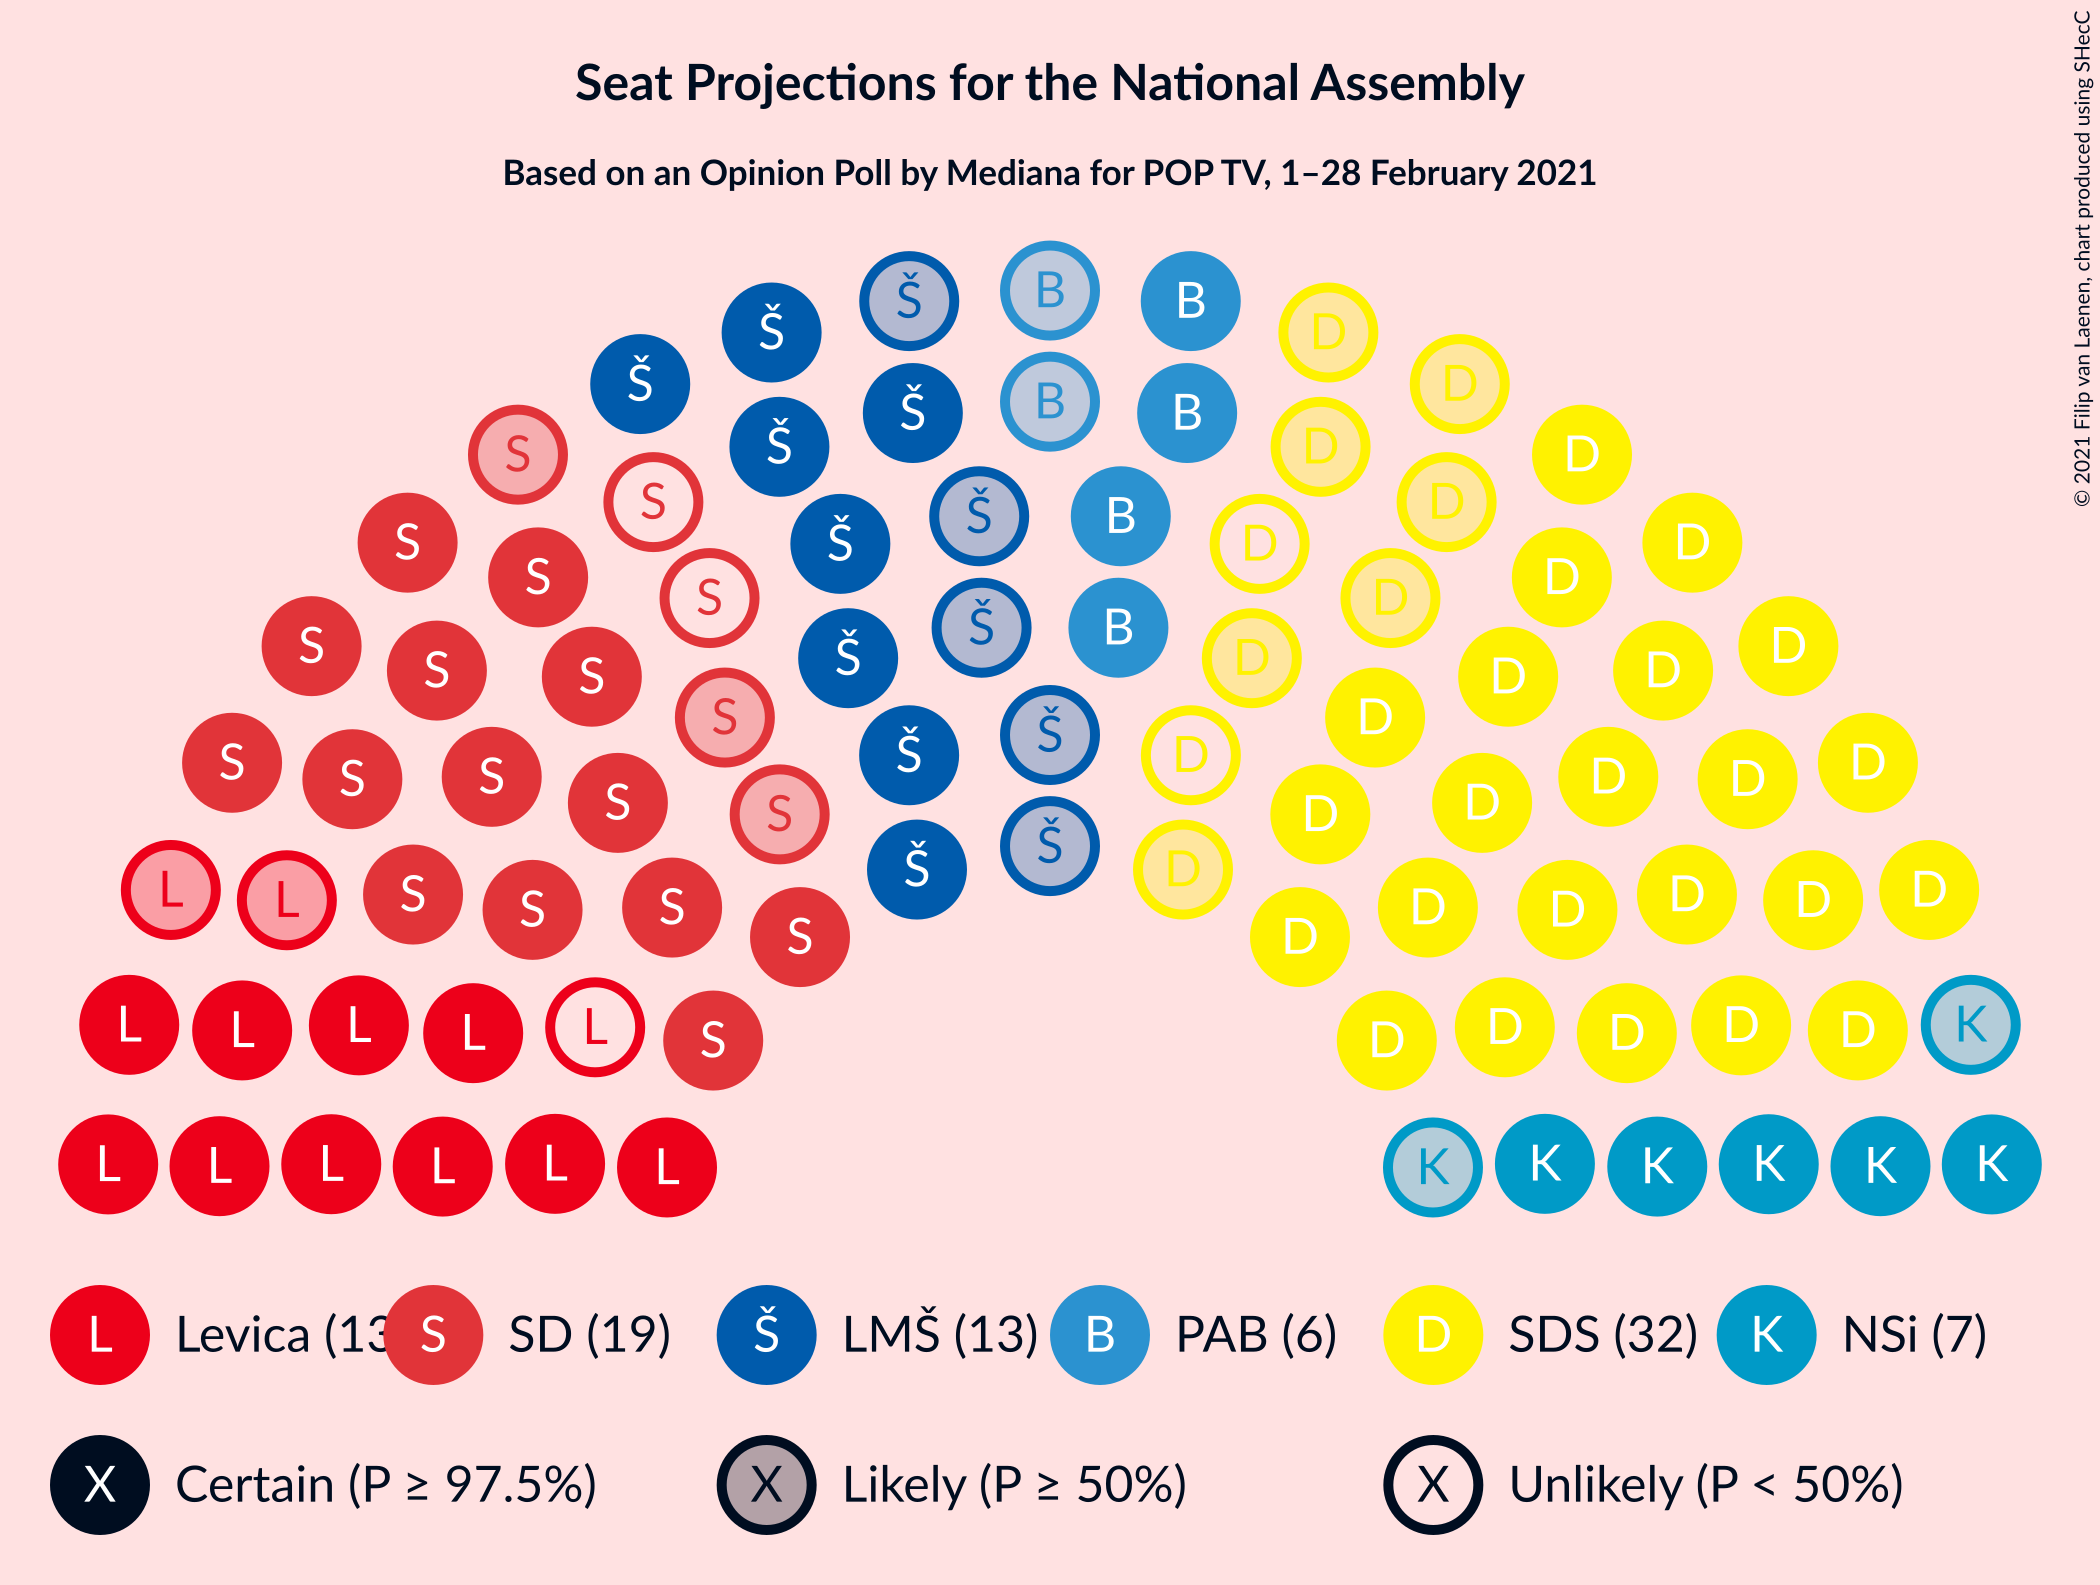 Seat Projections for the National Assembly
Based on an Opinion Poll by Mediana for POP TV, 1–28 February 2021
© 2021 Filip van Laenen, chart produced using SHecC
Š B B
Š D
Š D
Š B B
S D
Š D
S D
Š B
S D
S Š D D
S D
Š B
S D
S Š D D
S D
S D
S Š D
S Š D
S D
S D
S D
S D
S Š D
L S S S S Š Š D D D D D
L S S S S D D D D D
L L L L L S D D D D D K
L L L L L L K K K K K K
L Levica (13 S SD (19) Š LMŠ (13) B PAB (6) D SDS (32) K NSi (7)
X Certain (P ≥ 97.5%) X Likely (P ≥ 50%) X Unlikely (P < 50%)